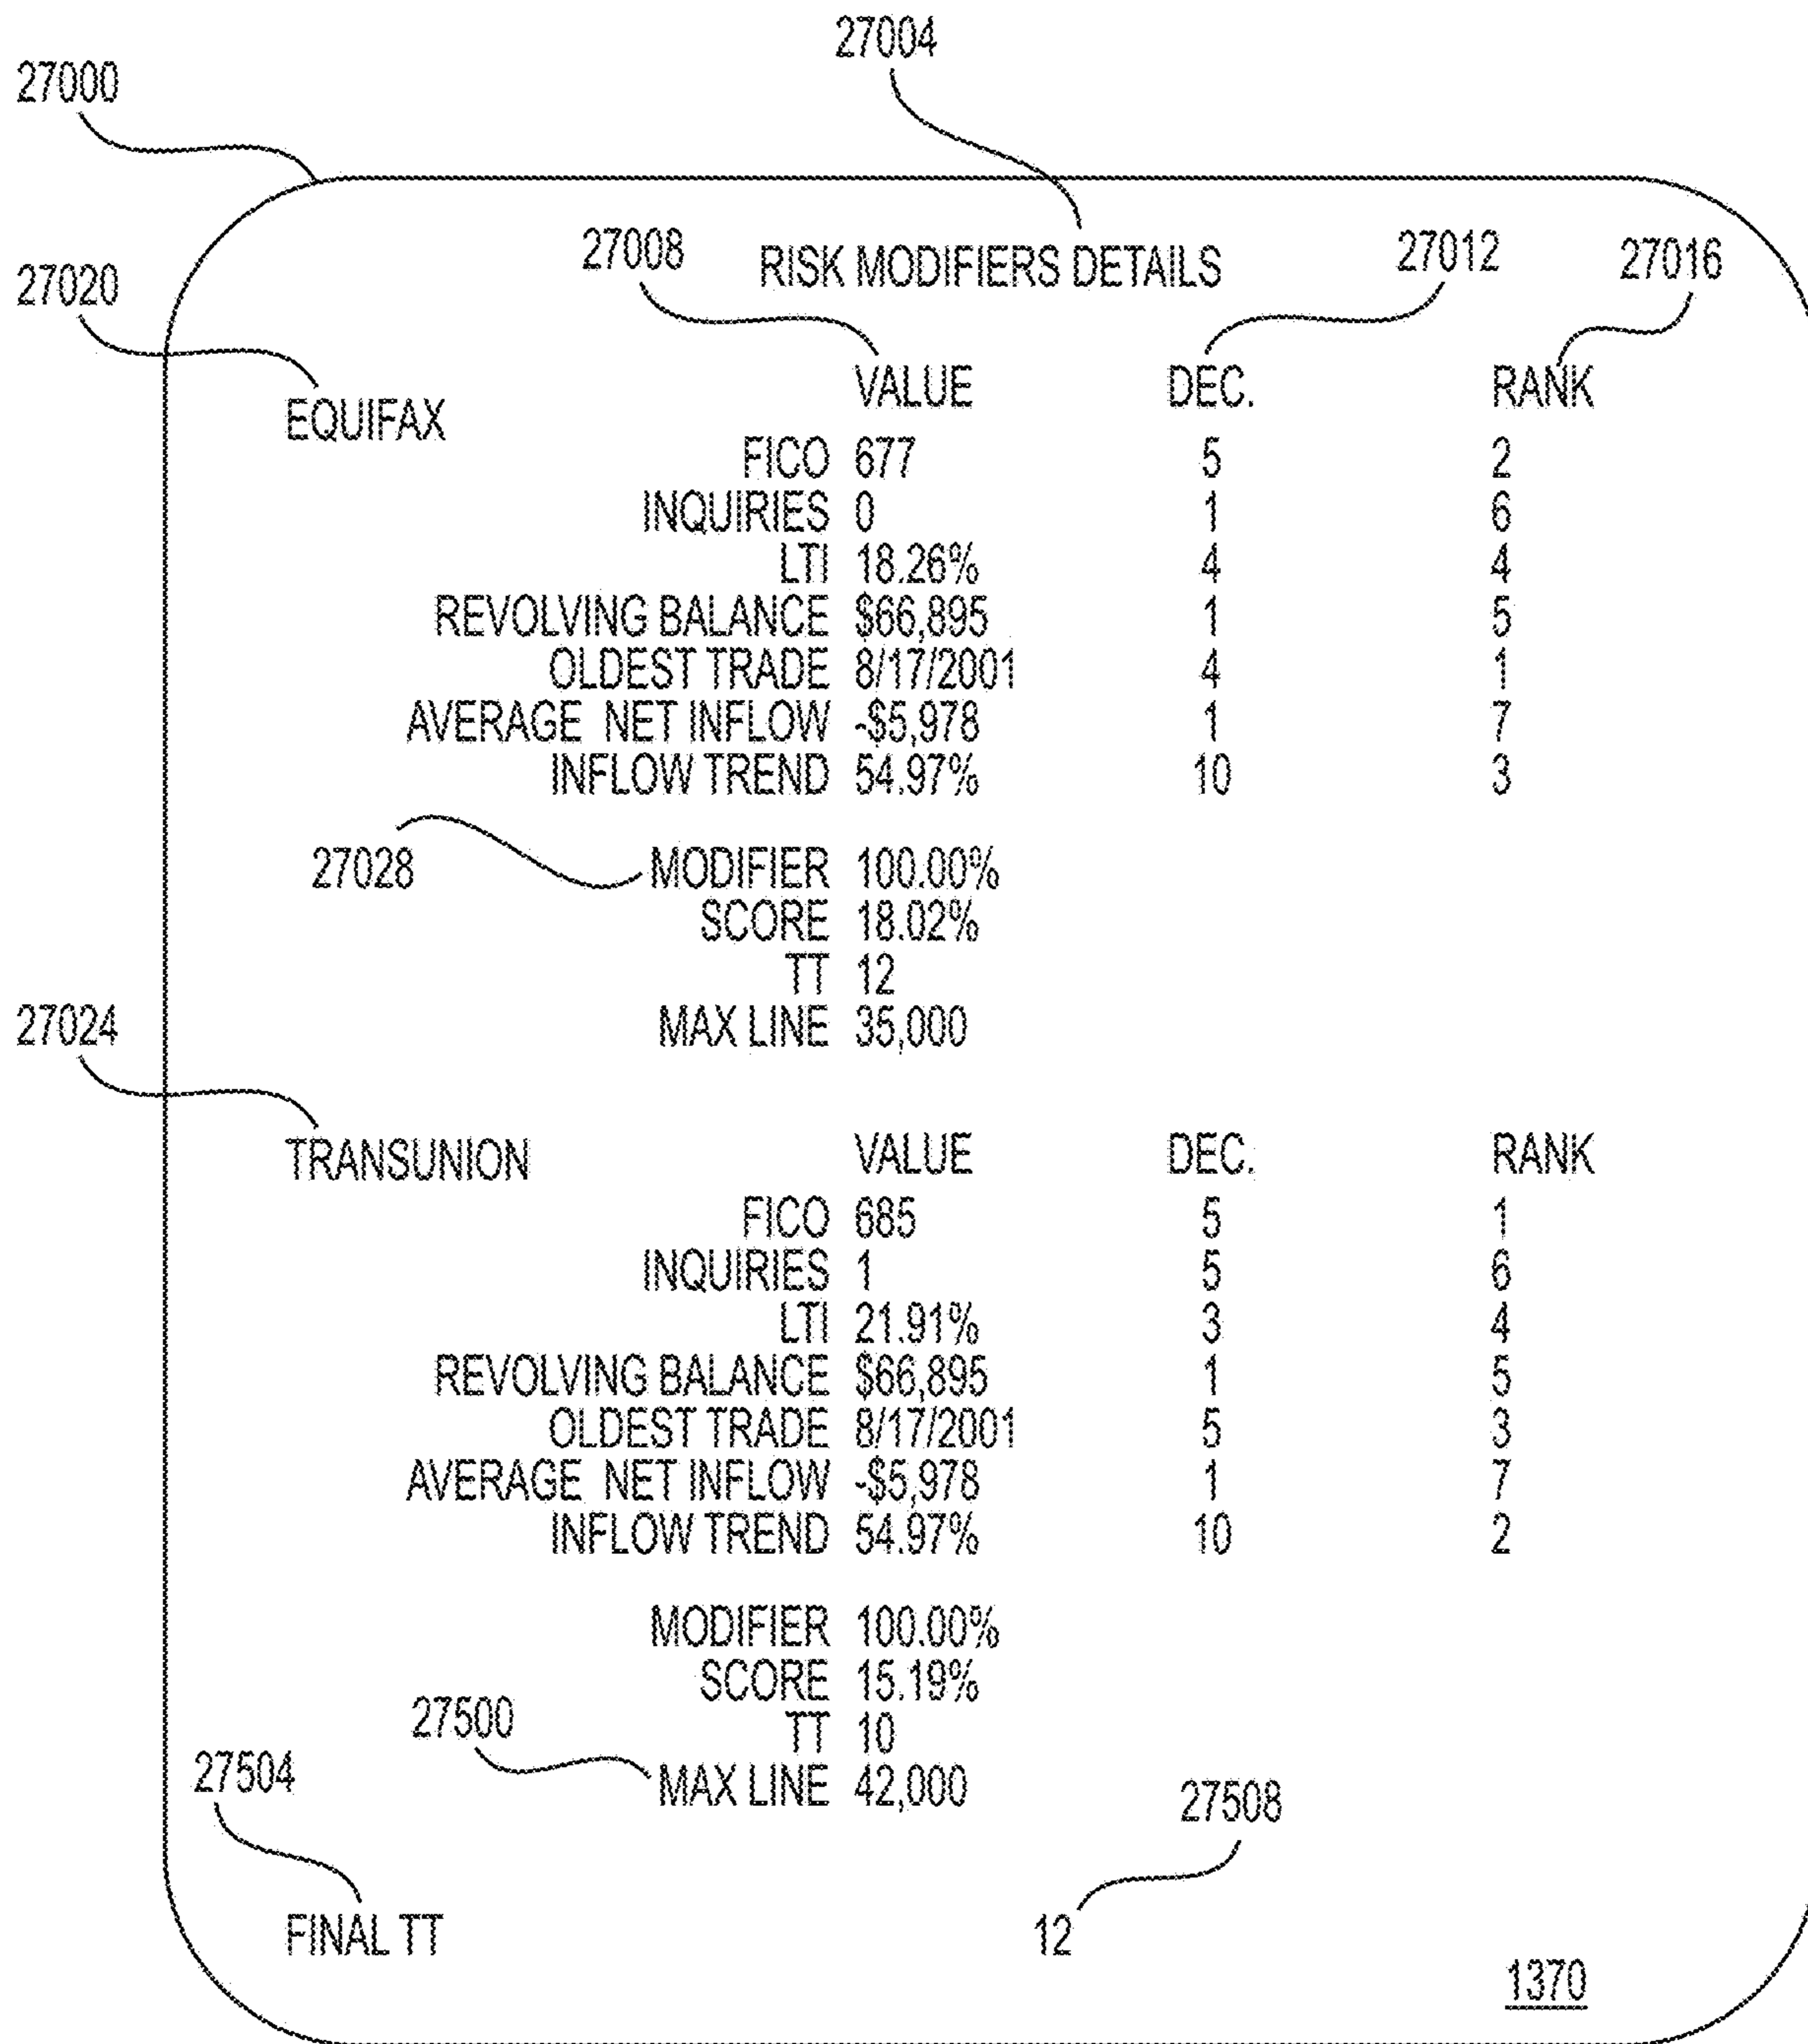 27004
27000
27008 RISK MODIFIERS DETAILS 27012 27016
27020
VALUE DEC. RANK
EQUIFAX
FICO 677 5 2
INQUIRIES 0 1 6
LTI 18.26% 4 4
REVOLVING BALANCE $66,895 1 5
OLDEST TRADE 8/17/2001 4 1
AVERAGE NET INFLOW -$5,978 1 7
INFLOW TREND 54.97% 10 3
27028 MODIFIER 100.00%
SCORE 18.02%
TT 12
27024 MAX LINE 35,000
TRANSUNION VALUE DEC. RANK
FICO 685 5 1
INQUIRIES 1 5 6
LTI 21.91% 3 4
REVOLVING BALANCE $66,895 1 5
OLDEST TRADE 8/17/2001 5 3
AVERAGE NET INFLOW -$5,978 1 7
INFLOW TREND 54.97% 10 2
MODIFIER 100.00%
SCORE 15.19%
27500 TT 10
27504 MAX LINE 42,000 27508
FINAL TT 12
1370